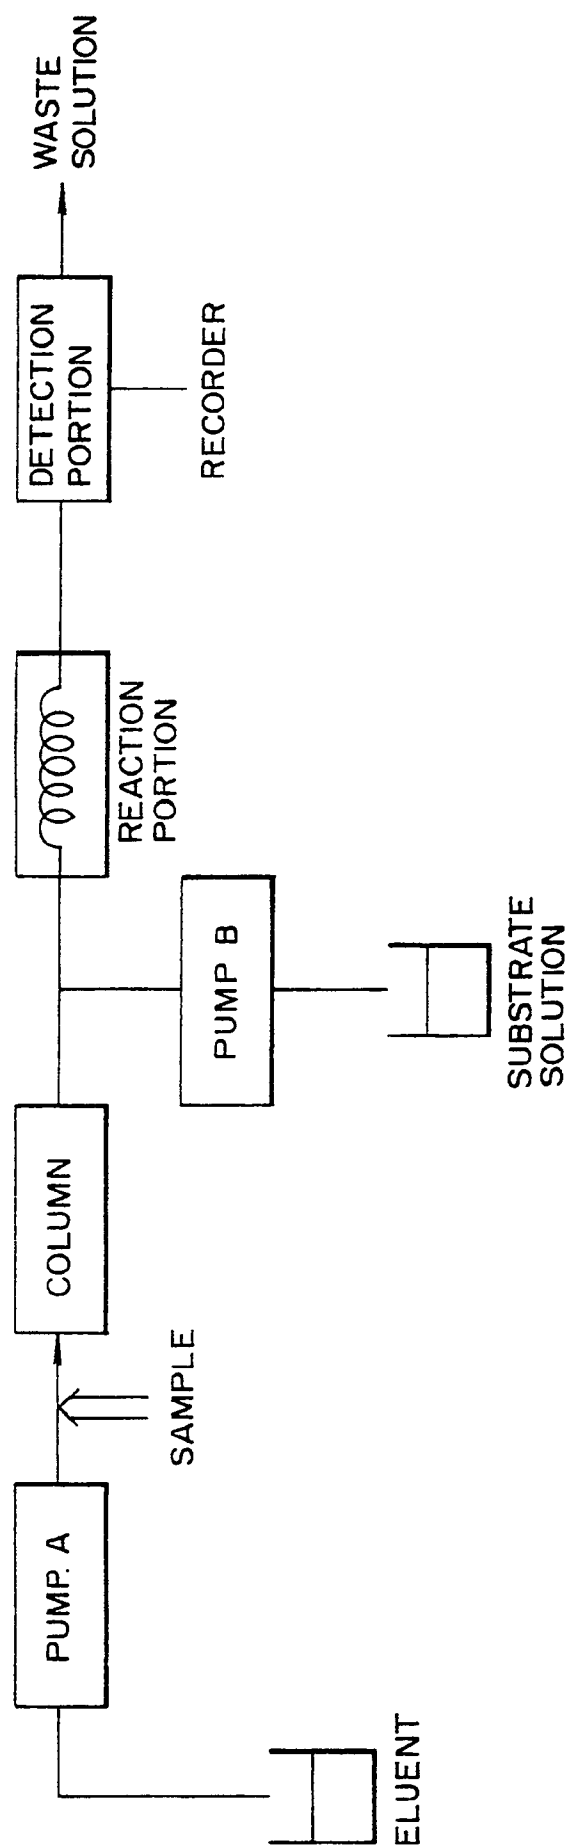 ELUENT
PUMP. A
SAMPLE
COLUMN
PUMP B
SUBSTRATE
SOLUTION
REACTION
PORTION
DETECTION
PORTION
RECORDER
WASTE
SOLUTION